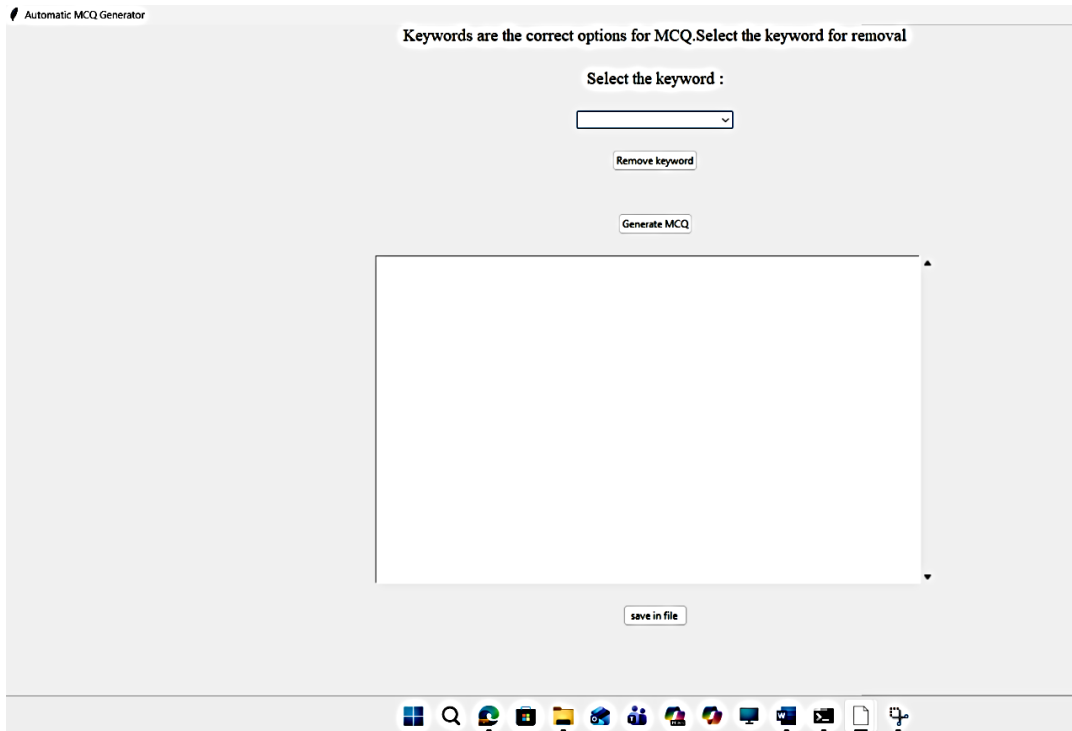 Automatic MCQ Generator
Keywords are the correct options for MCQ.Select the keyword for removal
Select the keyword :
Remove keyword
Generate MCQ
save in file